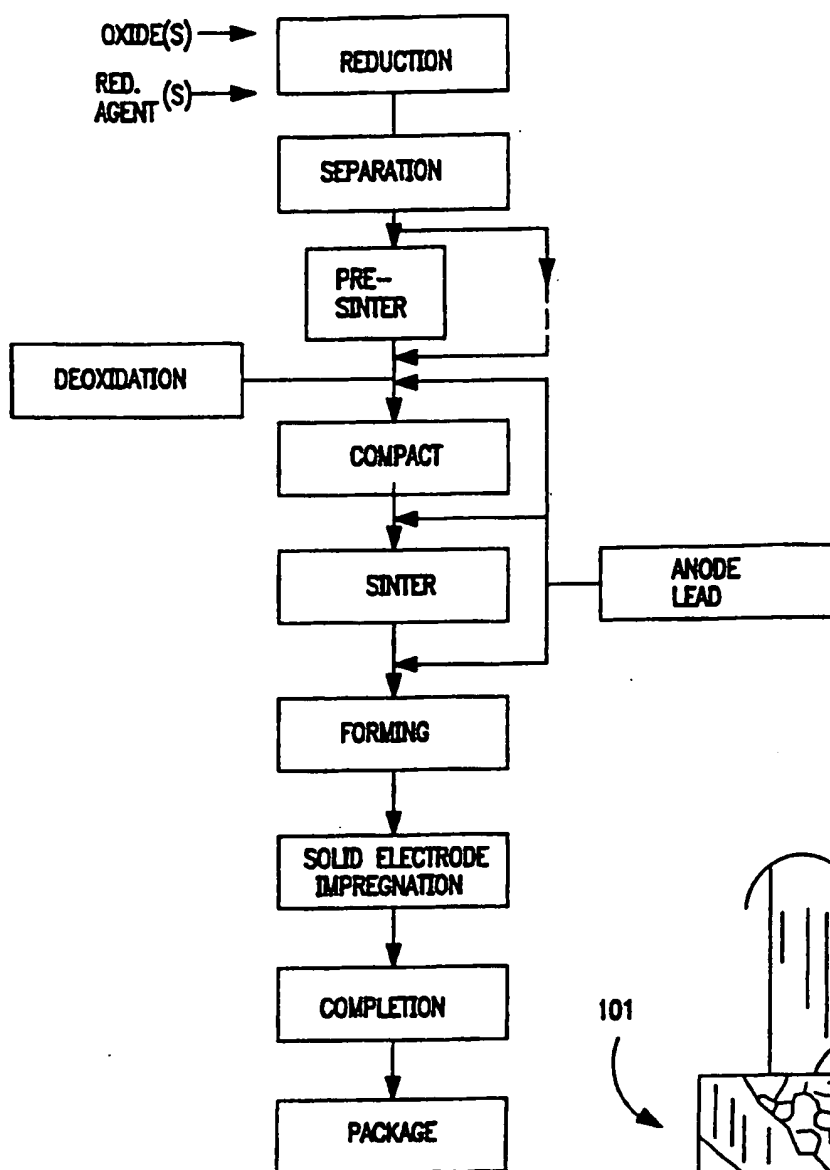 OXIDE(S)
REDUCTION
RED.
AGENT (S)
SEPARATION
PRE-
SINTER
DEOXIDATION
COMPACT
SINTER
ANODE
LEAD
FORMING
SOLID ELECTRODE
IMPREGNATION
COMPLETION
101
PACKAGE